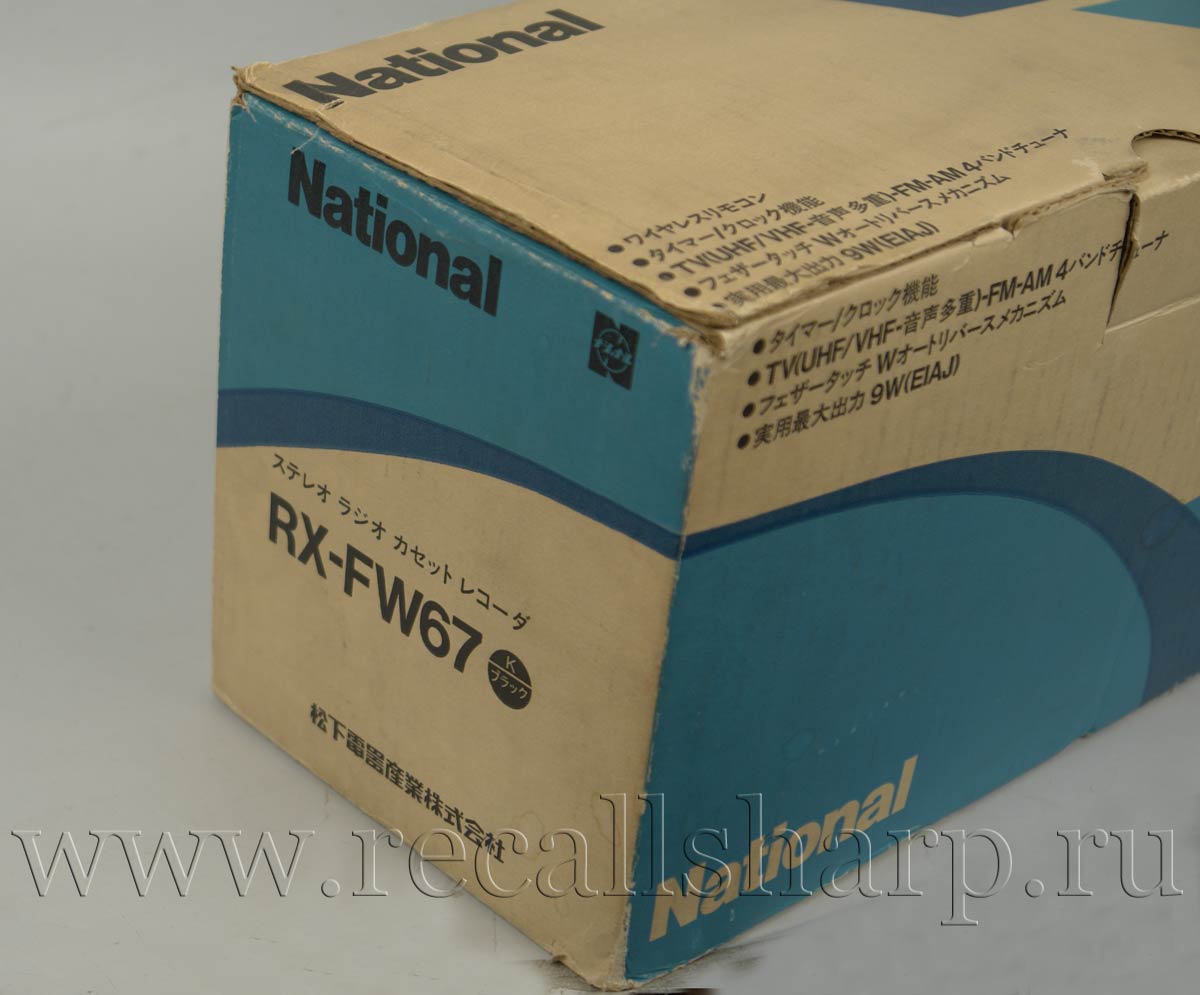 National
●ワイヤレスリモコン
●タイマー/クロック機能
●TV(UHF/VHF-音声多重)-FM-AM 4バンドチューナ
●フェザータッチ Wオートリバースメカニズム
●実用最大出力 9W(EIAJ)
National
N
ナショナル
ステレオ ラジオ カセット レコーダ
RX-FW67
K
ブラック
松下電器産業株式会社
●タイマー/クロック機能
●TV(UHF/VHF-音声多重)-FM-AM 4バンドチューナ
●フェザータッチ Wオートリバースメカニズム
●実用最大出力 9W(EIAJ)
National
www.recallsharp.ru